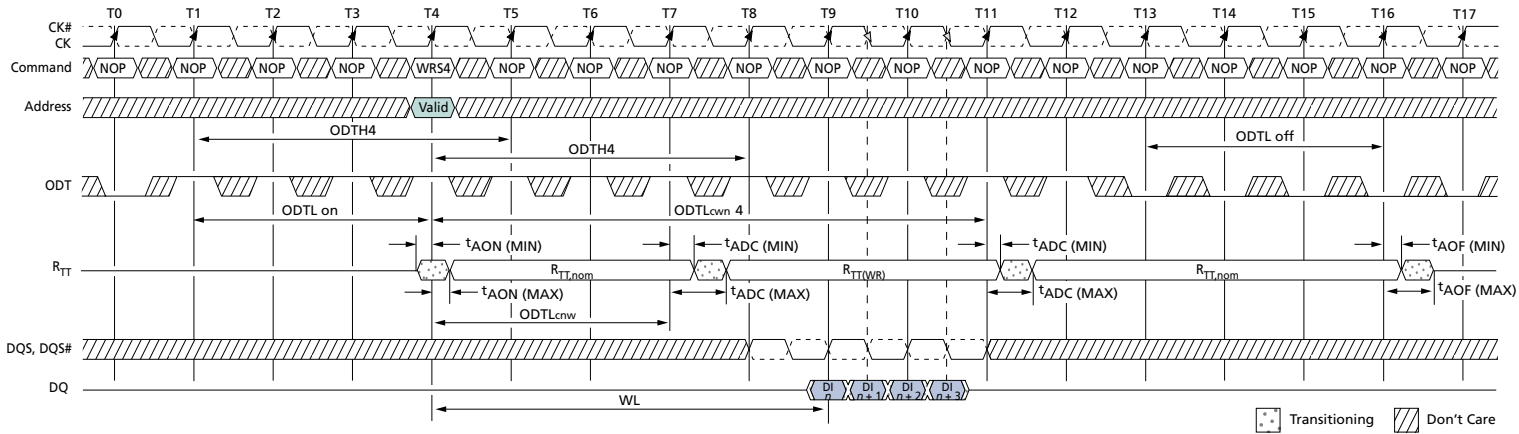 T0 T1 T2 T3 T4 T5 T6 T7 T8 T9 T10 T11 T12 T13 T14 T15 T16 T17
CK#
CK
Command NOP NOP NOP NOP WRS4 NOP NOP NOP NOP NOP NOP NOP NOP NOP NOP NOP NOP NOP
Address Valid
ODTH4 ODTL off
ODTH4
ODT
ODTL on ODTLcwn 4
tAON (MIN) tADC (MIN) tADC (MIN) tAOF (MIN)
RTT RTT,nom RTT(WR) RTT,nom
tAON (MAX) tADC (MAX) tADC (MAX) tAOF (MAX)
ODTLcnw
DQS, DQS#
DQ DI n DI n + 1 DI n + 2 DI n + 3
WL
Transitioning Don't Care